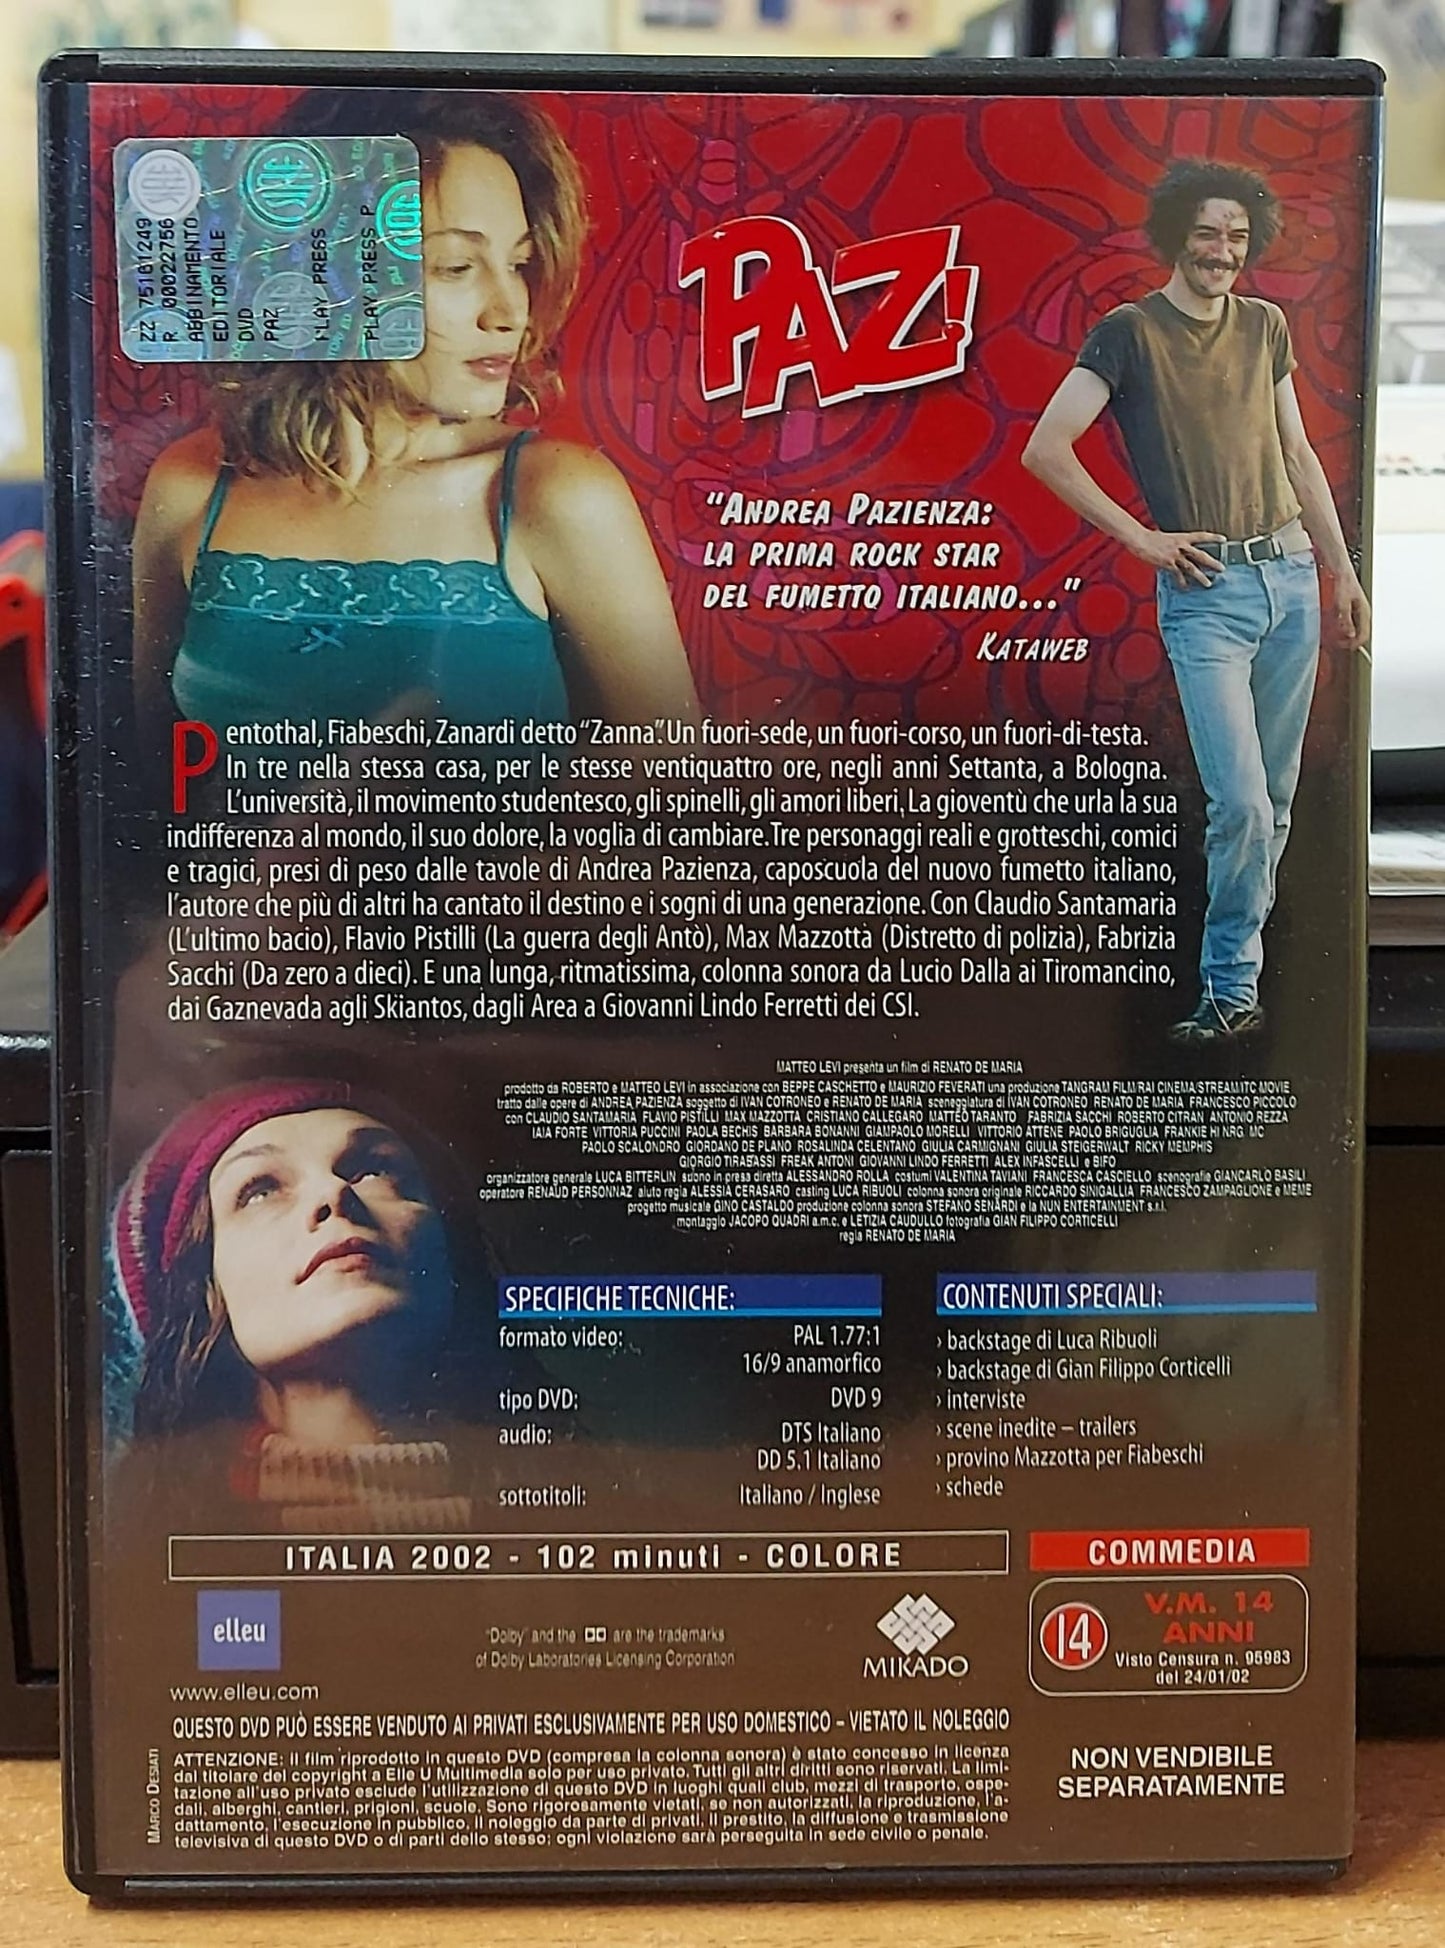 ZZ 75161249
R 00022756
ABBINAMENTO
EDITORIALE
DVD
PAZ
PLAY PRESS
PLAY PRESS P
SIAE
PAZ!
"ANDREA PAZIENZA:
LA PRIMA ROCK STAR
DEL FUMETTO ITALIANO..."
KATAWEB
Pentothal, Fiabeschi, Zanardi detto "Zanna". Un fuori-sede, un fuori-corso, un fuori-di-testa.
In tre nella stessa casa, per le stesse ventiquattro ore, negli anni Settanta, a Bologna.
L'università, il movimento studentesco, gli spinelli, gli amori liberi. La gioventù che urla la sua
indifferenza al mondo, il suo dolore, la voglia di cambiare. Tre personaggi reali e grotteschi, comici
e tragici, presi di peso dalle tavole di Andrea Pazienza, caposcuola del nuovo fumetto italiano,
l'autore che più di altri ha cantato il destino e i sogni di una generazione. Con Claudio Santamaria
(L'ultimo bacio), Flavio Pistilli (La guerra degli Antò), Max Mazzotta (Distretto di polizia), Fabrizia
Sacchi (Da zero a dieci). E una lunga, ritmatissima, colonna sonora da Lucio Dalla ai Tiromancino,
dai Gaznevada agli Skiantos, dagli Area a Giovanni Lindo Ferretti dei CSI.
MATTEO LEVI presenta un film di RENATO DE MARIA
prodotto da ROBERTO e MATTEO LEVI in associazione con BEPPE CASCHETTO e MAURIZIO FEVERATI una produzione TANGRAM FILM/RAI CINEMA/STREAM/ITC MOVIE
tratto dalle opere di ANDREA PAZIENZA soggetto di IVAN COTRONEO e RENATO DE MARIA sceneggiatura di IVAN COTRONEO RENATO DE MARIA FRANCESCO PICCOLO
con CLAUDIO SANTAMARIA FLAVIO PISTILLI MAX MAZZOTTA CRISTIANO CALLEGARO MATTEO TARANTO FABRIZIA SACCHI ROBERTO CITRAN ANTONIO REZZA
IAIA FORTE VITTORIA PUCCINI PAOLA BECHIS BARBARA BONANNI GIAMPAOLO MORELLI VITTORIO ATTENE PAOLO BRIGUGLIA FRANKIE HI NRG MC
PAOLO SCALONDRO GIORDANO DE PLANO ROSALINDA CELENTANO GIULIA CARMIGNANI GIULIA STEIGERWALT RICKY MEMPHIS
GIORGIO TIRABASSI FREAK ANTONI GIOVANNI LINDO FERRETTI ALEX INFASCELLI e BIFO
organizzatore generale LUCA BITTERLIN suono in presa diretta ALESSANDRO ROLLA costumi VALENTINA TAVIANI FRANCESCA CASCIELLO scenografie GIANCARLO BASILI
operatore RENAUD PERSONNAZ aiuto regia ALESSIA CERASARO casting LUCA RIBUOLI colonna sonora originale RICCARDO SINIGALLIA FRANCESCO ZAMPAGLIONE e MEME
progetto musicale GINO CASTALDO produzione colonna sonora STEFANO SENARDI e la NUN ENTERTAINMENT s.r.l.
montaggio JACOPO QUADRI a.m.c. e LETIZIA CAUDULLO fotografia GIAN FILIPPO CORTICELLI
regia RENATO DE MARIA
SPECIFICHE TECNICHE:
formato video: PAL 1.77:1
16/9 anamorfico
tipo DVD: DVD 9
audio: DTS Italiano
DD 5.1 Italiano
sottotitoli: Italiano / Inglese
CONTENUTI SPECIALI:
› backstage di Luca Ribuoli
› backstage di Gian Filippo Corticelli
› interviste
› scene inedite – trailers
› provino Mazzotta per Fiabeschi
› schede
ITALIA 2002 - 102 minuti - COLORE
COMMEDIA
elleu
www.elleu.com
"Dolby" and the are the trademarks
of Dolby Laboratories Licensing Corporation
MIKADO
14
V.M. 14
ANNI
Visto Censura n. 95983
del 24/01/02
QUESTO DVD PUÒ ESSERE VENDUTO AI PRIVATI ESCLUSIVAMENTE PER USO DOMESTICO – VIETATO IL NOLEGGIO
ATTENZIONE: Il film riprodotto in questo DVD (compresa la colonna sonora) è stato concesso in licenza
dal titolare del copyright a Elle U Multimedia solo per uso privato. Tutti gli altri diritti sono riservati. La limi-
tazione all'uso privato esclude l'utilizzazione di questo DVD in luoghi quali club, mezzi di trasporto, ospe-
dali, alberghi, cantieri, prigioni, scuole. Sono rigorosamente vietati, se non autorizzati, la riproduzione, l'a-
dattamento, l'esecuzione in pubblico, il noleggio da parte di privati, il prestito, la diffusione e trasmissione
televisiva di questo DVD o di parti dello stesso; ogni violazione sarà perseguita in sede civile o penale.
MARCO DESIATI
NON VENDIBILE
SEPARATAMENTE